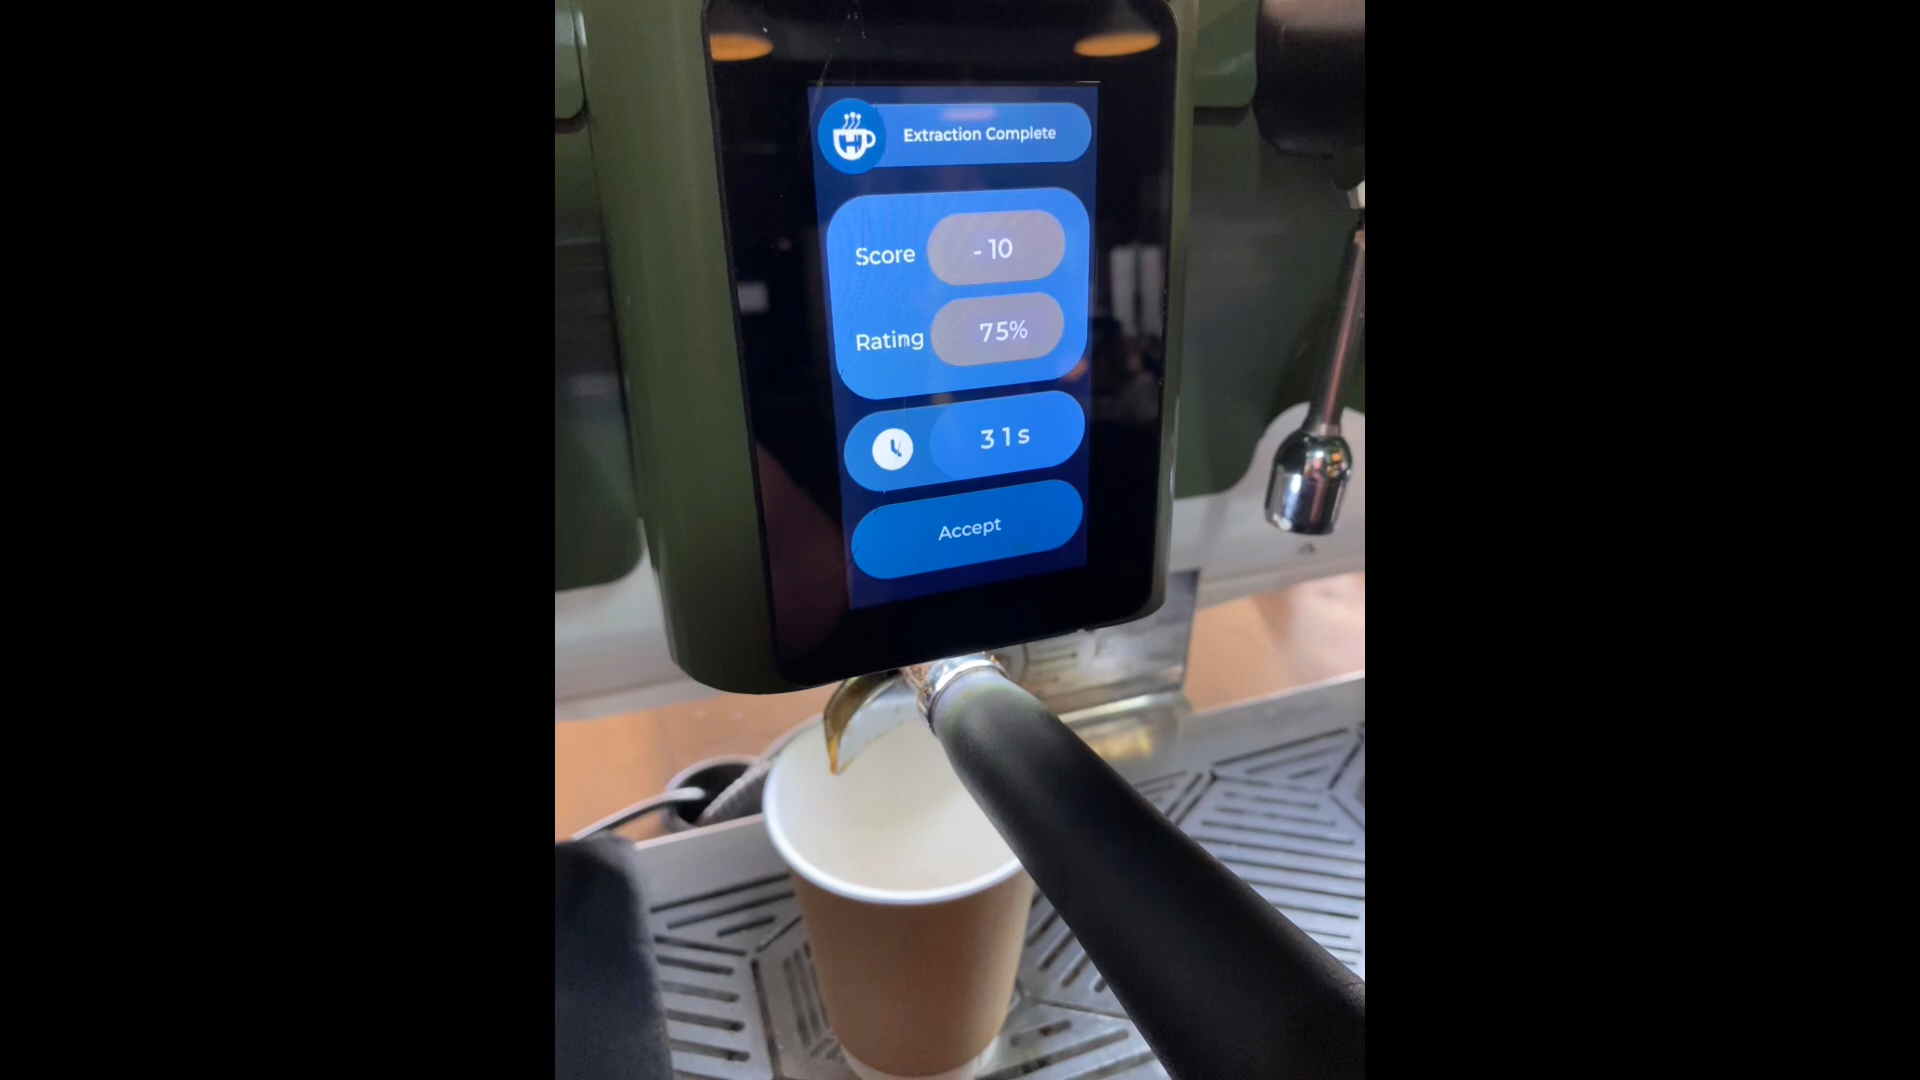 Extraction Complete
Score - 10
Rating 75%
31s
Accept